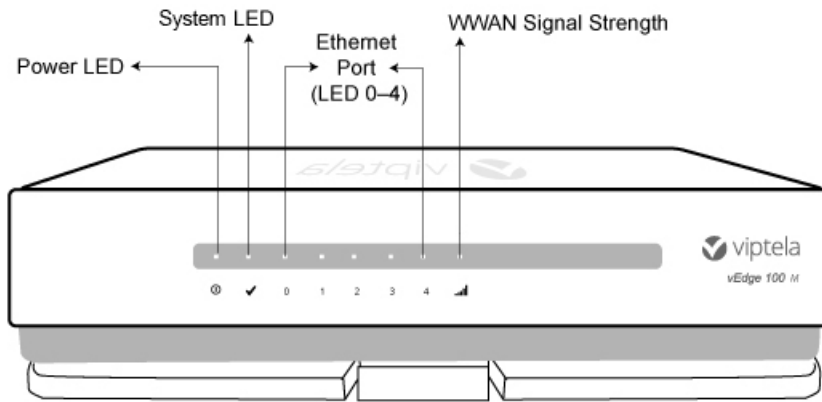 System LED
WWAN Signal Strength
Ethernet
Port
(LED 0–4)
Power LED
viptela
viptela
vEdge 100 M
0 1 2 3 4